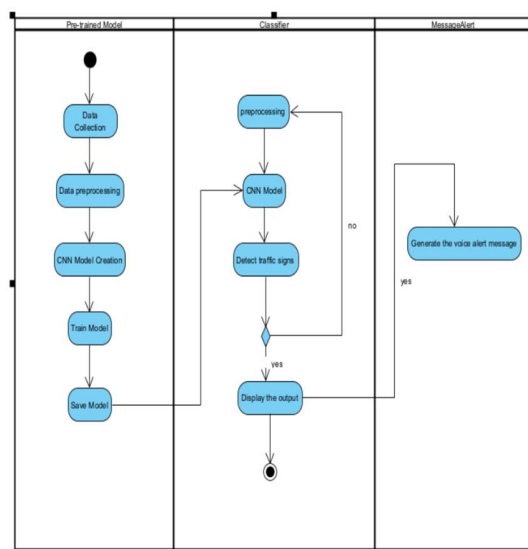 Pre-trained Model
Classifier
MessageAlert
Data
Collection
Data preprocessing
CNN Model Creation
Train Model
Save Model
preprocessing
CNN Model
Detect traffic signs
no
yes
Display the output
yes
Generate the voice alert message